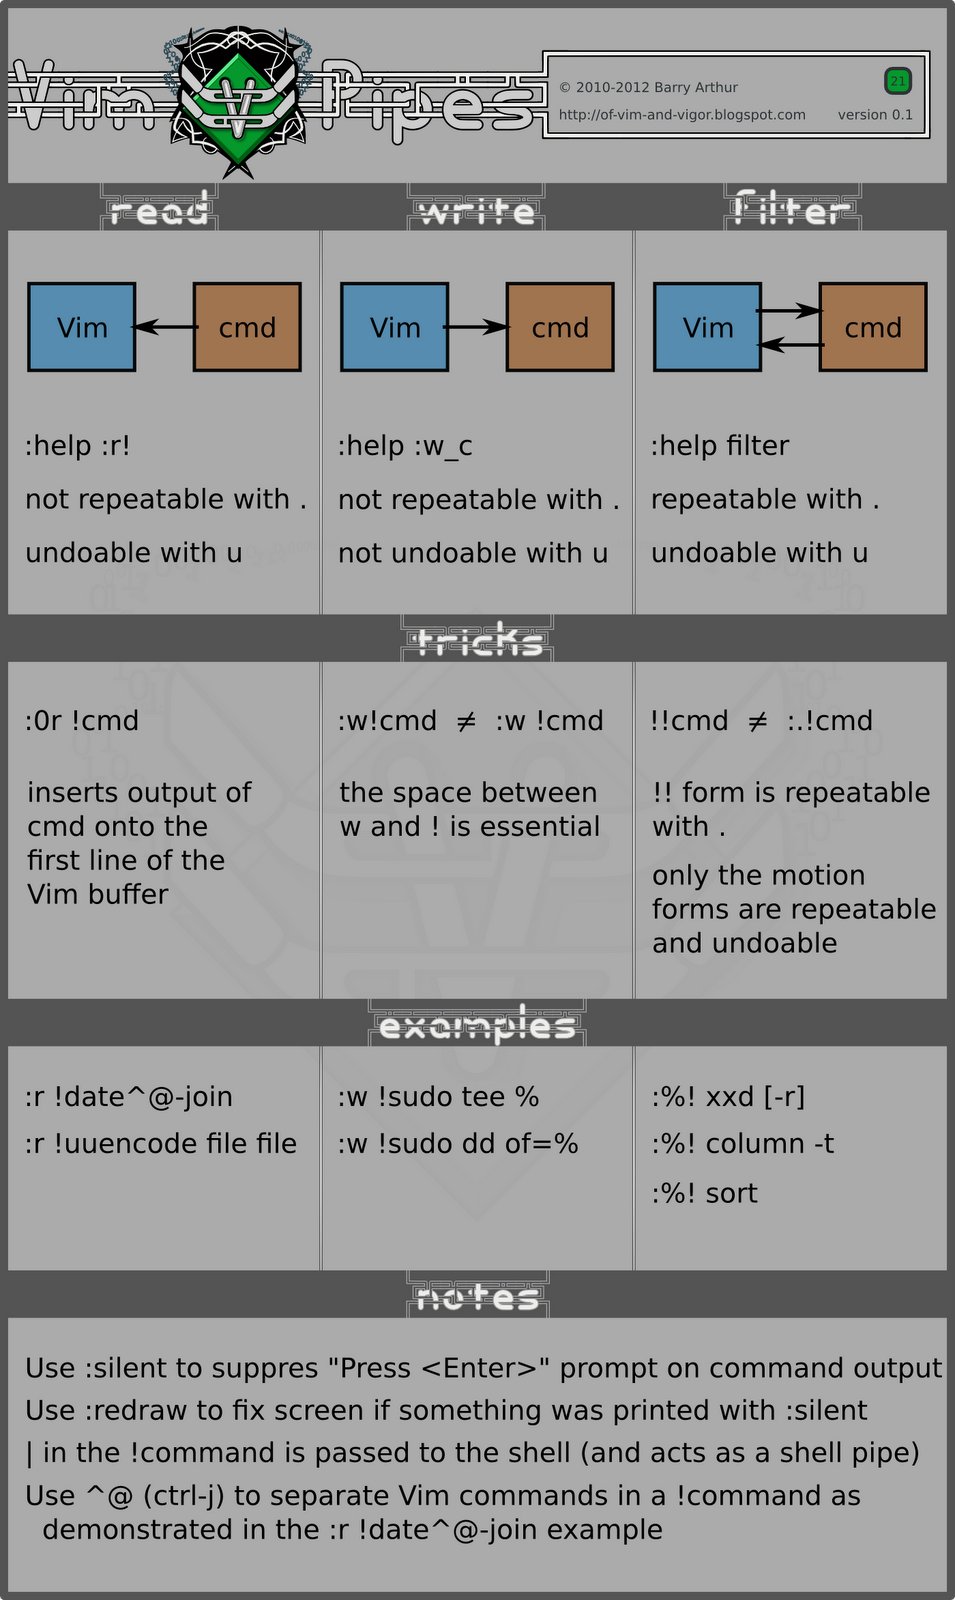 Vim Pipes
© 2010-2012 Barry Arthur
21
http://of-vim-and-vigor.blogspot.com version 0.1
read
write
filter
Vim
cmd
Vim
cmd
Vim
cmd
:help :r!
not repeatable with .
undoable with u
:help :w_c
not repeatable with .
not undoable with u
:help filter
repeatable with .
undoable with u
tricks
:0r !cmd
inserts output of
cmd onto the
first line of the
Vim buffer
:w!cmd ≠ :w !cmd
the space between
w and ! is essential
!!cmd ≠ :.!cmd
!! form is repeatable
with .
only the motion
forms are repeatable
and undoable
examples
:r !date^@-join
:r !uuencode file file
:w !sudo tee %
:w !sudo dd of=%
:%! xxd [-r]
:%! column -t
:%! sort
notes
Use :silent to suppres "Press <Enter>" prompt on command output
Use :redraw to fix screen if something was printed with :silent
| in the !command is passed to the shell (and acts as a shell pipe)
Use ^@ (ctrl-j) to separate Vim commands in a !command as
demonstrated in the :r !date^@-join example